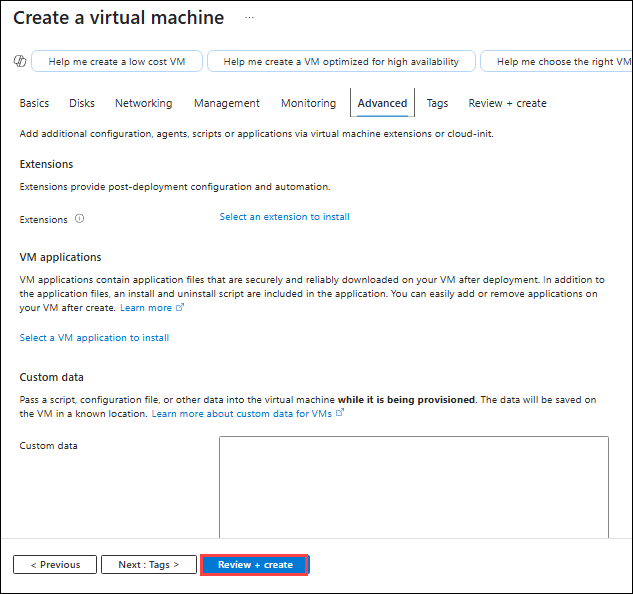 Create a virtual machine ...
Help me create a low cost VM
Help me create a VM optimized for high availability
Help me choose the right VM
Basics Disks Networking Management Monitoring Advanced Tags Review + create
Add additional configuration, agents, scripts or applications via virtual machine extensions or cloud-init.
Extensions
Extensions provide post-deployment configuration and automation.
Extensions
Select an extension to install
VM applications
VM applications contain application files that are securely and reliably downloaded on your VM after deployment. In addition to
the application files, an install and uninstall script are included in the application. You can easily add or remove applications on
your VM after create. Learn more
Select a VM application to install
Custom data
Pass a script, configuration file, or other data into the virtual machine while it is being provisioned. The data will be saved on
the VM in a known location. Learn more about custom data for VMs
Custom data
< Previous
Next : Tags >
Review + create